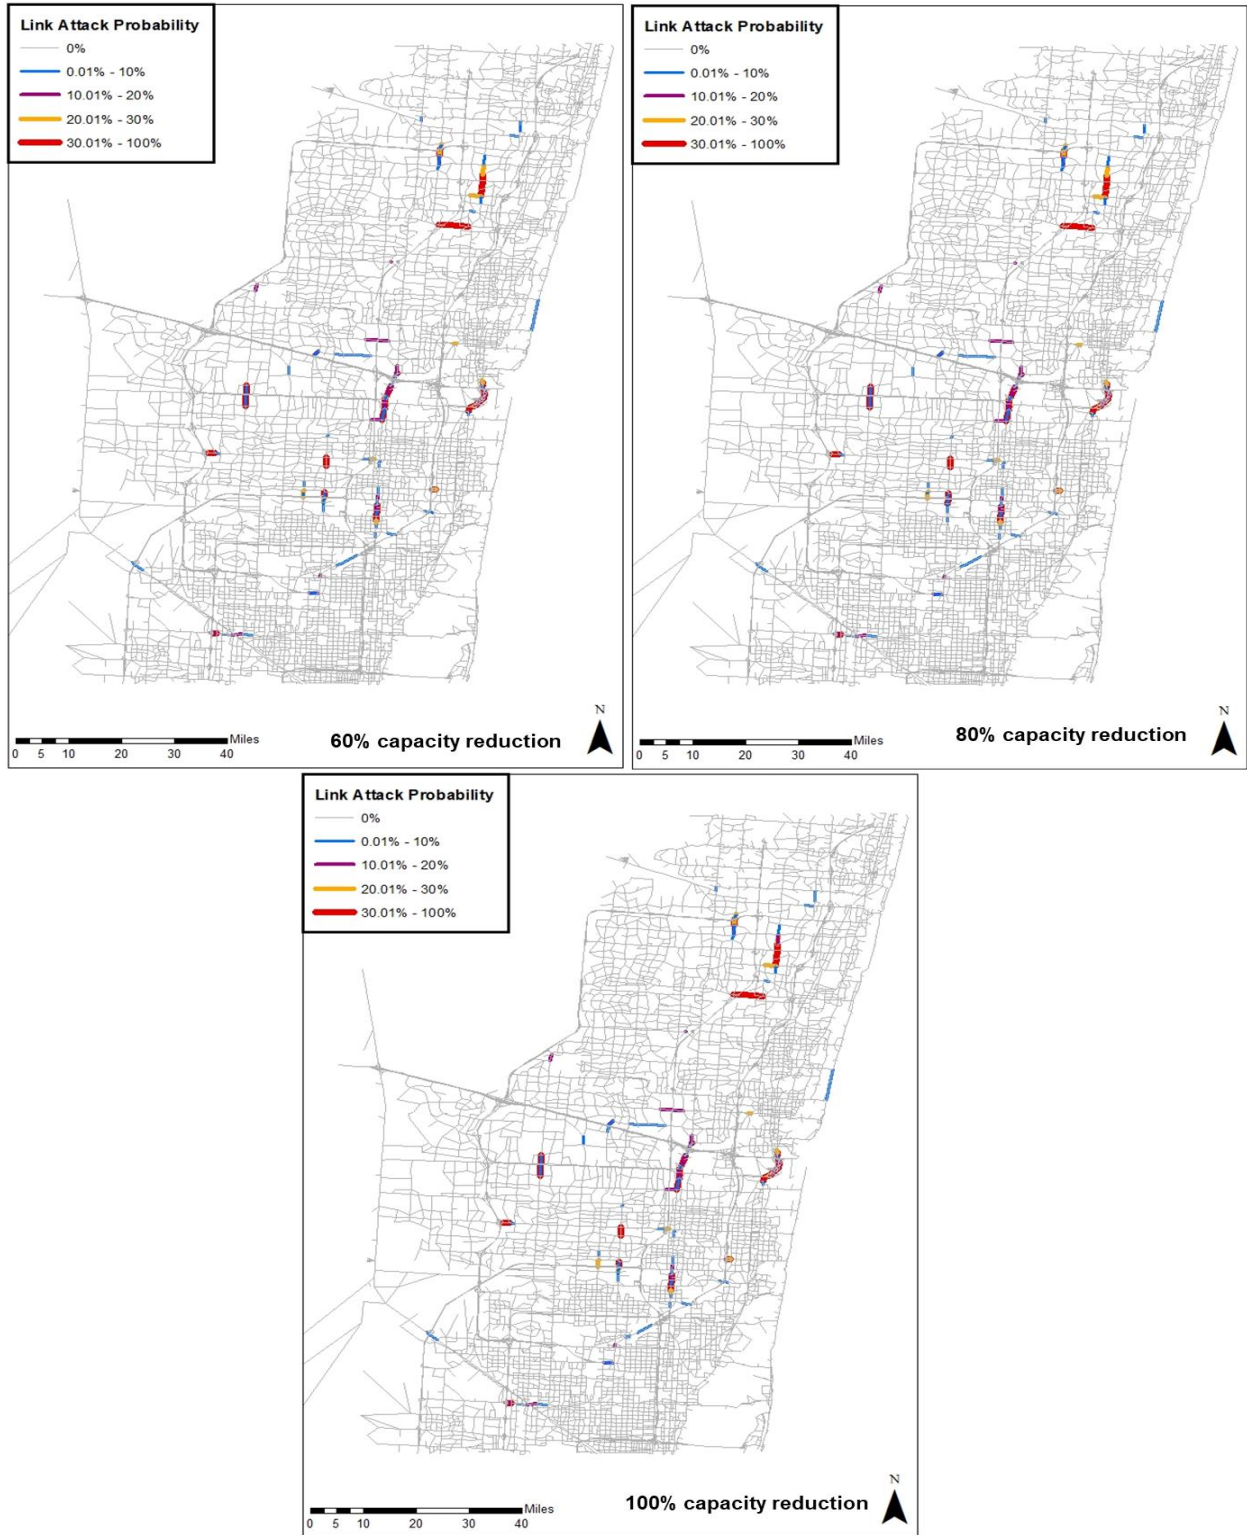 Link Attack Probability
0%
0.01% - 10%
10.01% - 20%
20.01% - 30%
30.01% - 100%
N
Miles
0 5 10 20 30 40
60% capacity reduction
Link Attack Probability
0%
0.01% - 10%
10.01% - 20%
20.01% - 30%
30.01% - 100%
N
Miles
0 5 10 20 30 40
80% capacity reduction
Link Attack Probability
0%
0.01% - 10%
10.01% - 20%
20.01% - 30%
30.01% - 100%
N
Miles
0 5 10 20 30 40
100% capacity reduction